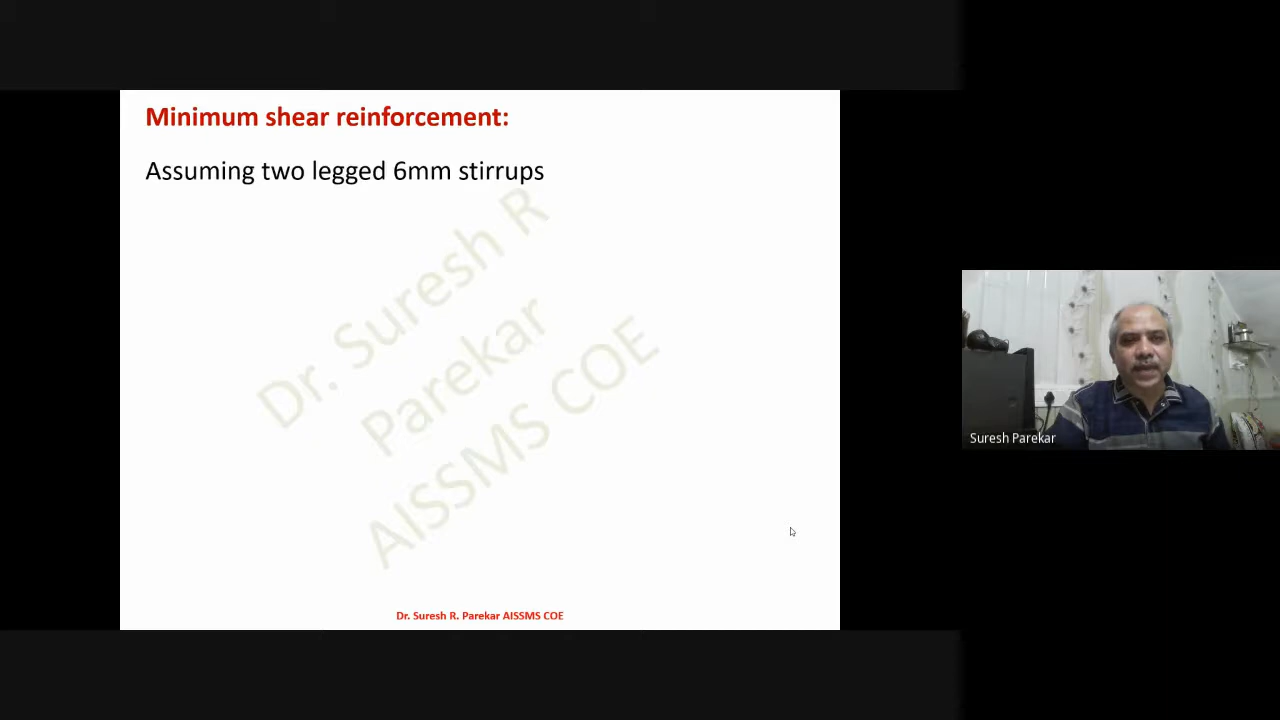 Minimum shear reinforcement:
Assuming two legged 6mm stirrups
Dr. Suresh R
Parekar
AISSMS COE
Suresh Parekar
Dr. Suresh R. Parekar AISSMS COE